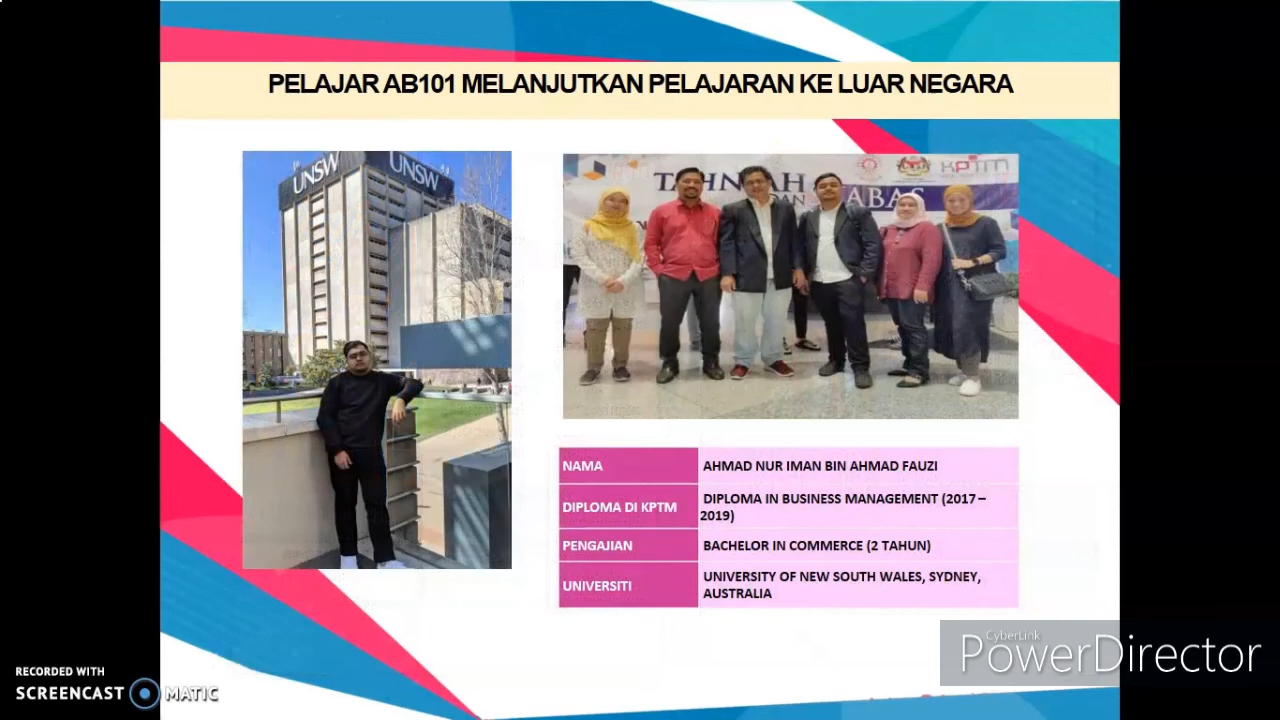 PELAJAR AB101 MELANJUTKAN PELAJARAN KE LUAR NEGARA
UNSW
UNSW
KPTM
TAHNIAH
DAN
NAMA
AHMAD NUR IMAN BIN AHMAD FAUZI
DIPLOMA DI KPTM
DIPLOMA IN BUSINESS MANAGEMENT (2017 –
2019)
PENGAJIAN
BACHELOR IN COMMERCE (2 TAHUN)
UNIVERSITI
UNIVERSITY OF NEW SOUTH WALES, SYDNEY,
AUSTRALIA
CyberLink
PowerDirector
RECORDED WITH
SCREENCAST MATIC